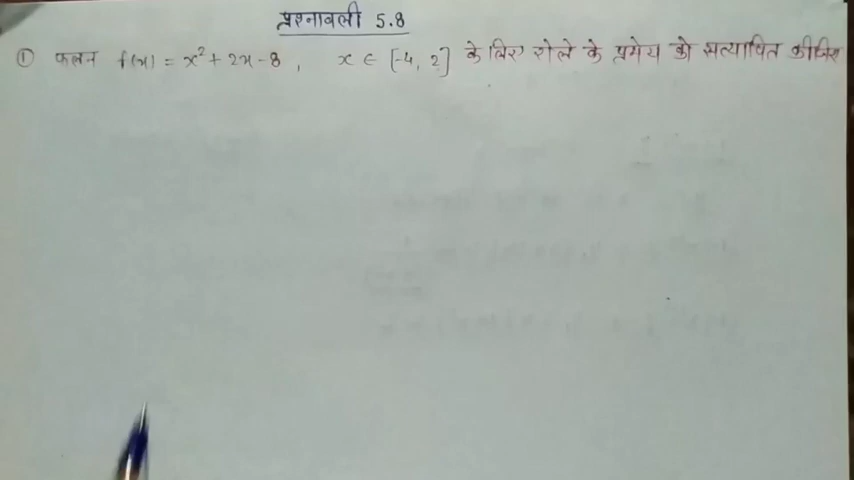 प्रश्नावली 5.8
① फलन f(x) = x² + 2x - 8 , x ∈ [-4, 2] के लिए रोले के प्रमेय को सत्यापित कीजिए